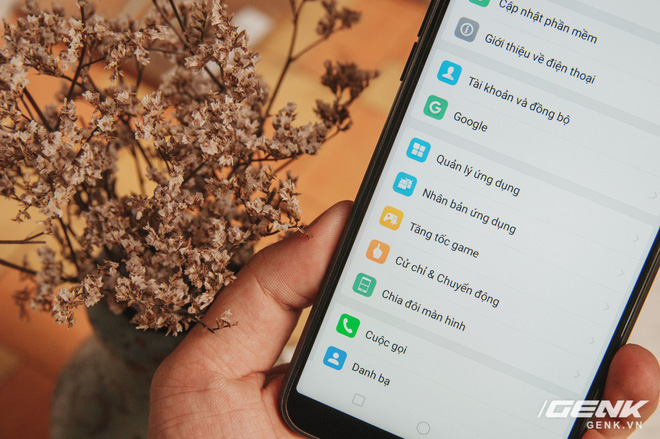 Cập nhật phần mềm
Giới thiệu về điện thoại
Tài khoản và đồng bộ
G
Google
Quản lý ứng dụng
Nhân bản ứng dụng
Tăng tốc game
Cử chỉ & Chuyển động
Chia đôi màn hình
Cuộc gọi
Danh bạ
GENK
GENK.VN